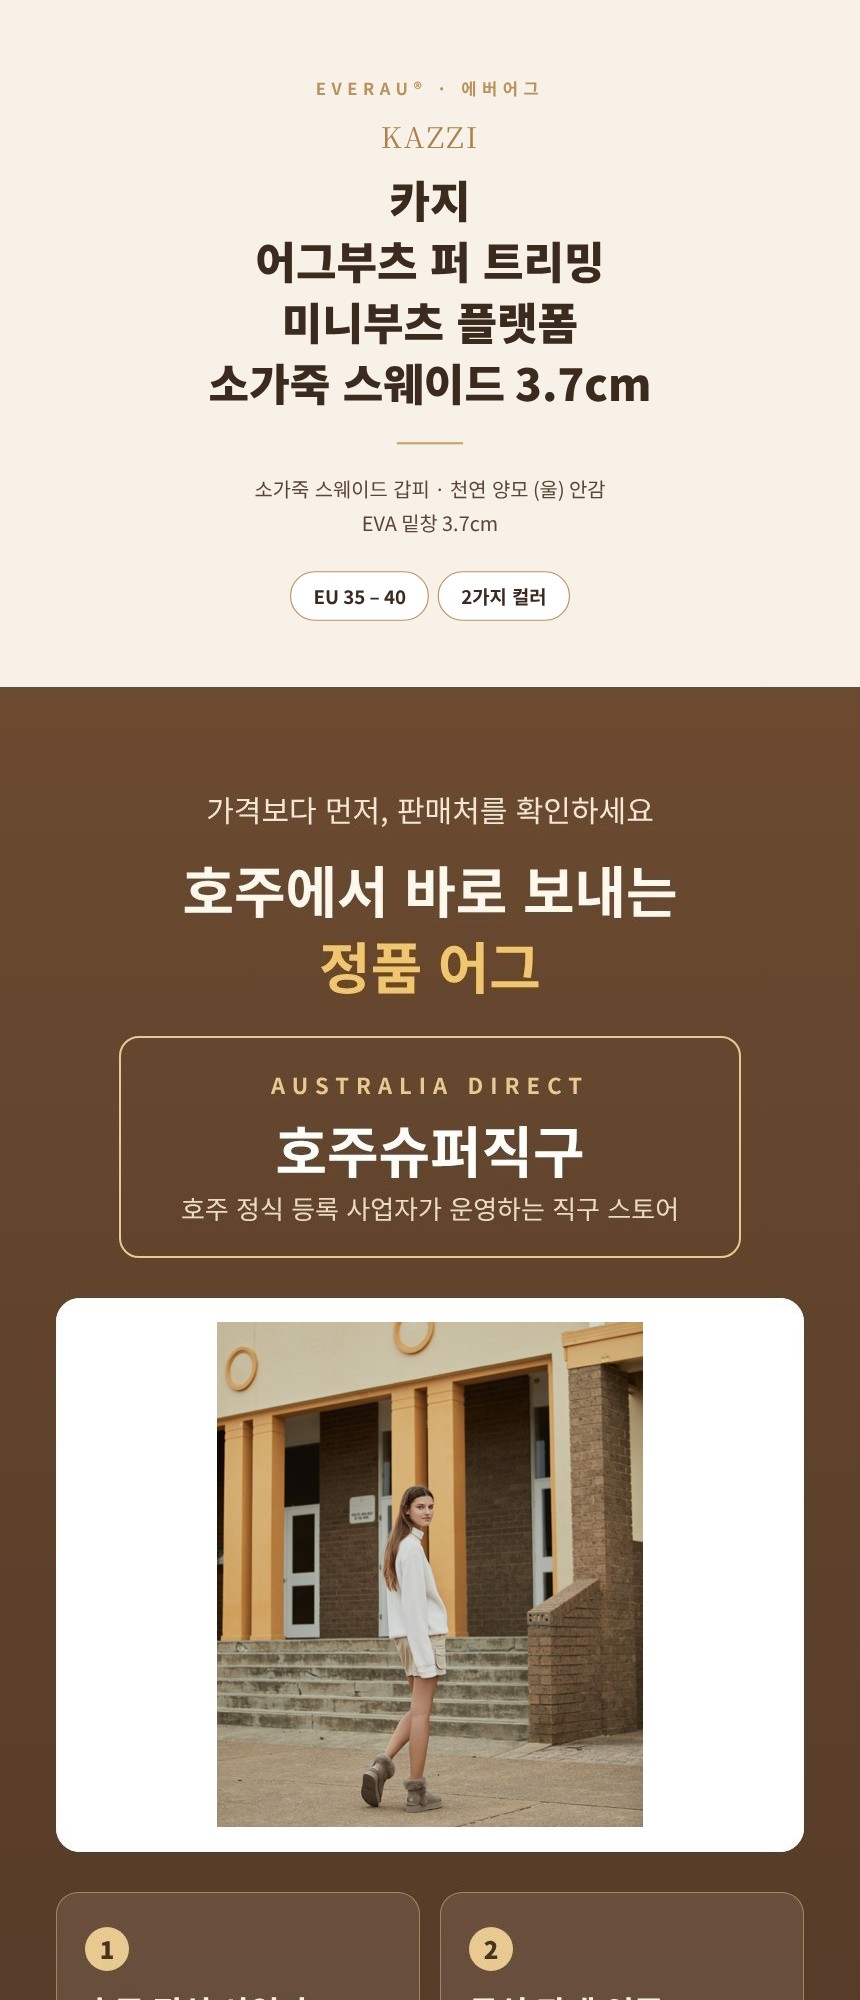 EVERAU® · 에버어그
KAZZI
카지
어그부츠 퍼 트리밍
미니부츠 플랫폼
소가죽 스웨이드 3.7cm
소가죽 스웨이드 갑피 · 천연 양모 (울) 안감
EVA 밑창 3.7cm
EU 35 – 40
2가지 컬러
가격보다 먼저, 판매처를 확인하세요
호주에서 바로 보내는
정품 어그
AUSTRALIA DIRECT
호주슈퍼직구
호주 정식 등록 사업자가 운영하는 직구 스토어
1
2